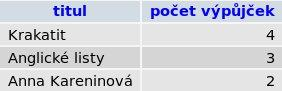 titul počet výpůjček
Krakatit 4
Anglické listy 3
Anna Kareninová 2